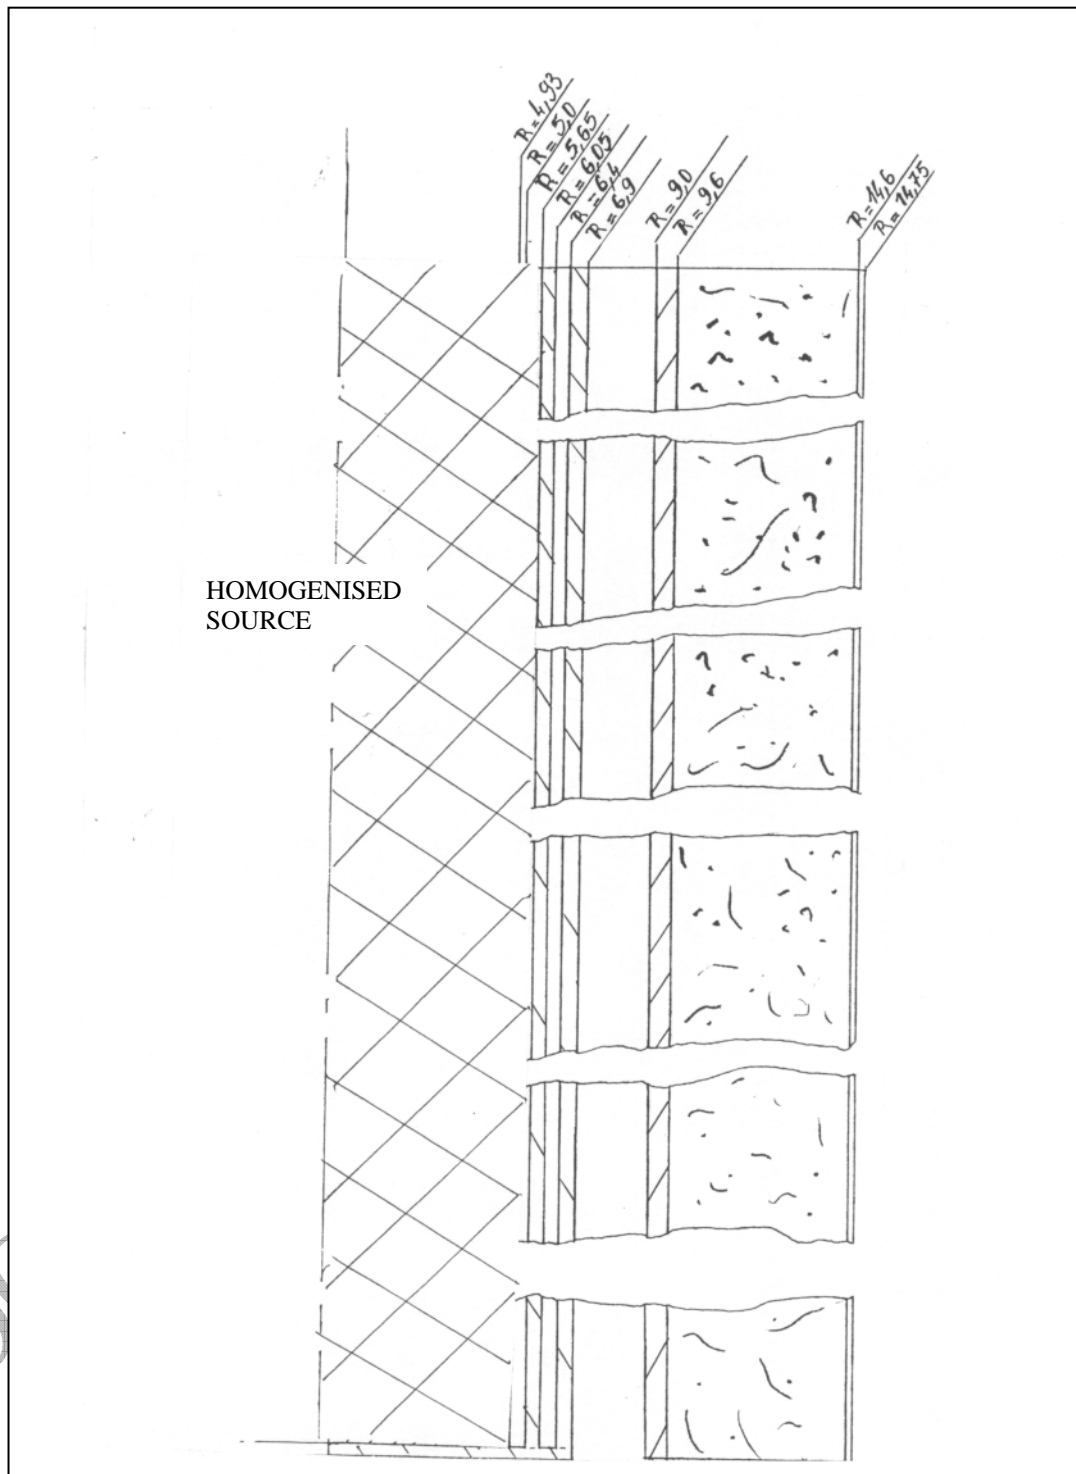 R=4,93
R=5,0
R=5,65
R=6,05
R=6,4
R=6,9
R=9,0
R=9,6
R=14,6
R=14,75
HOMOGENISED
SOURCE